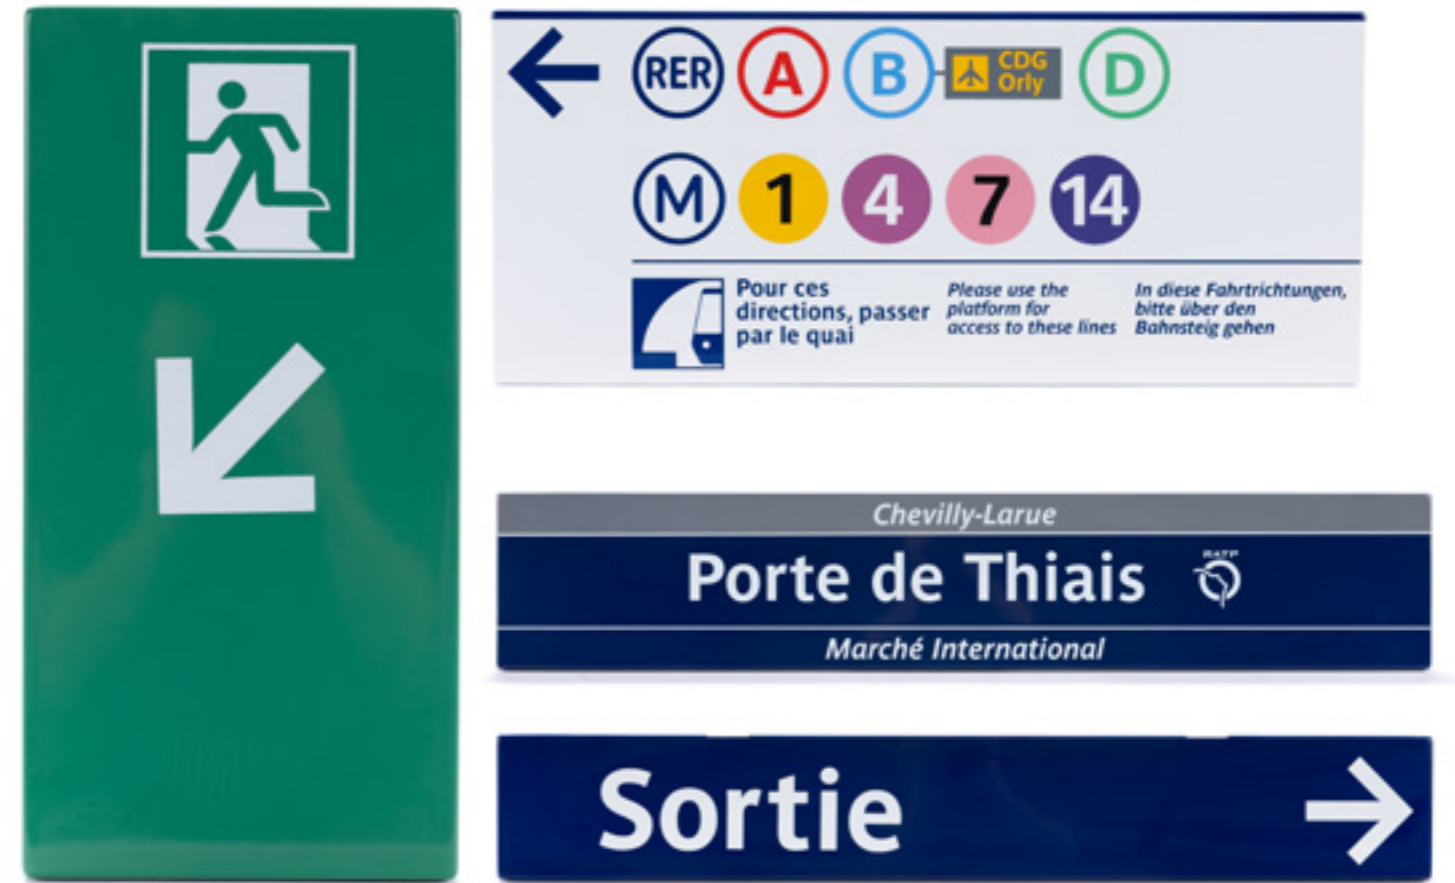 RER A B CDG
Orly D
M 1 4 7 14
Pour ces
directions, passer
par le quai
Please use the
platform for
access to these lines
In diese Fahrtrichtungen,
bitte über den
Bahnsteig gehen
Chevilly-Larue
Porte de Thiais
RATP
Marché International
Sortie